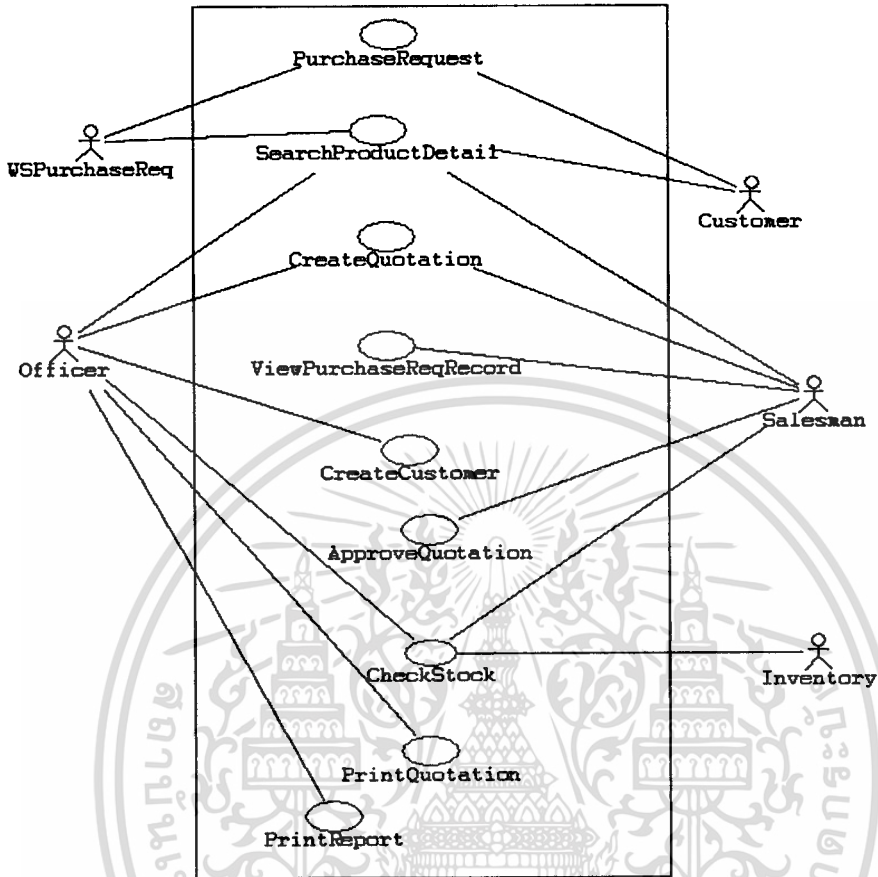 PurchaseRequest
WSPurchaseReq
SearchProductDetail
Customer
CreateQuotation
Officer
ViewPurchaseReqRecord
Salesman
CreateCustomer
ApproveQuotation
CheckStock
Inventory
PrintQuotation
PrintReport